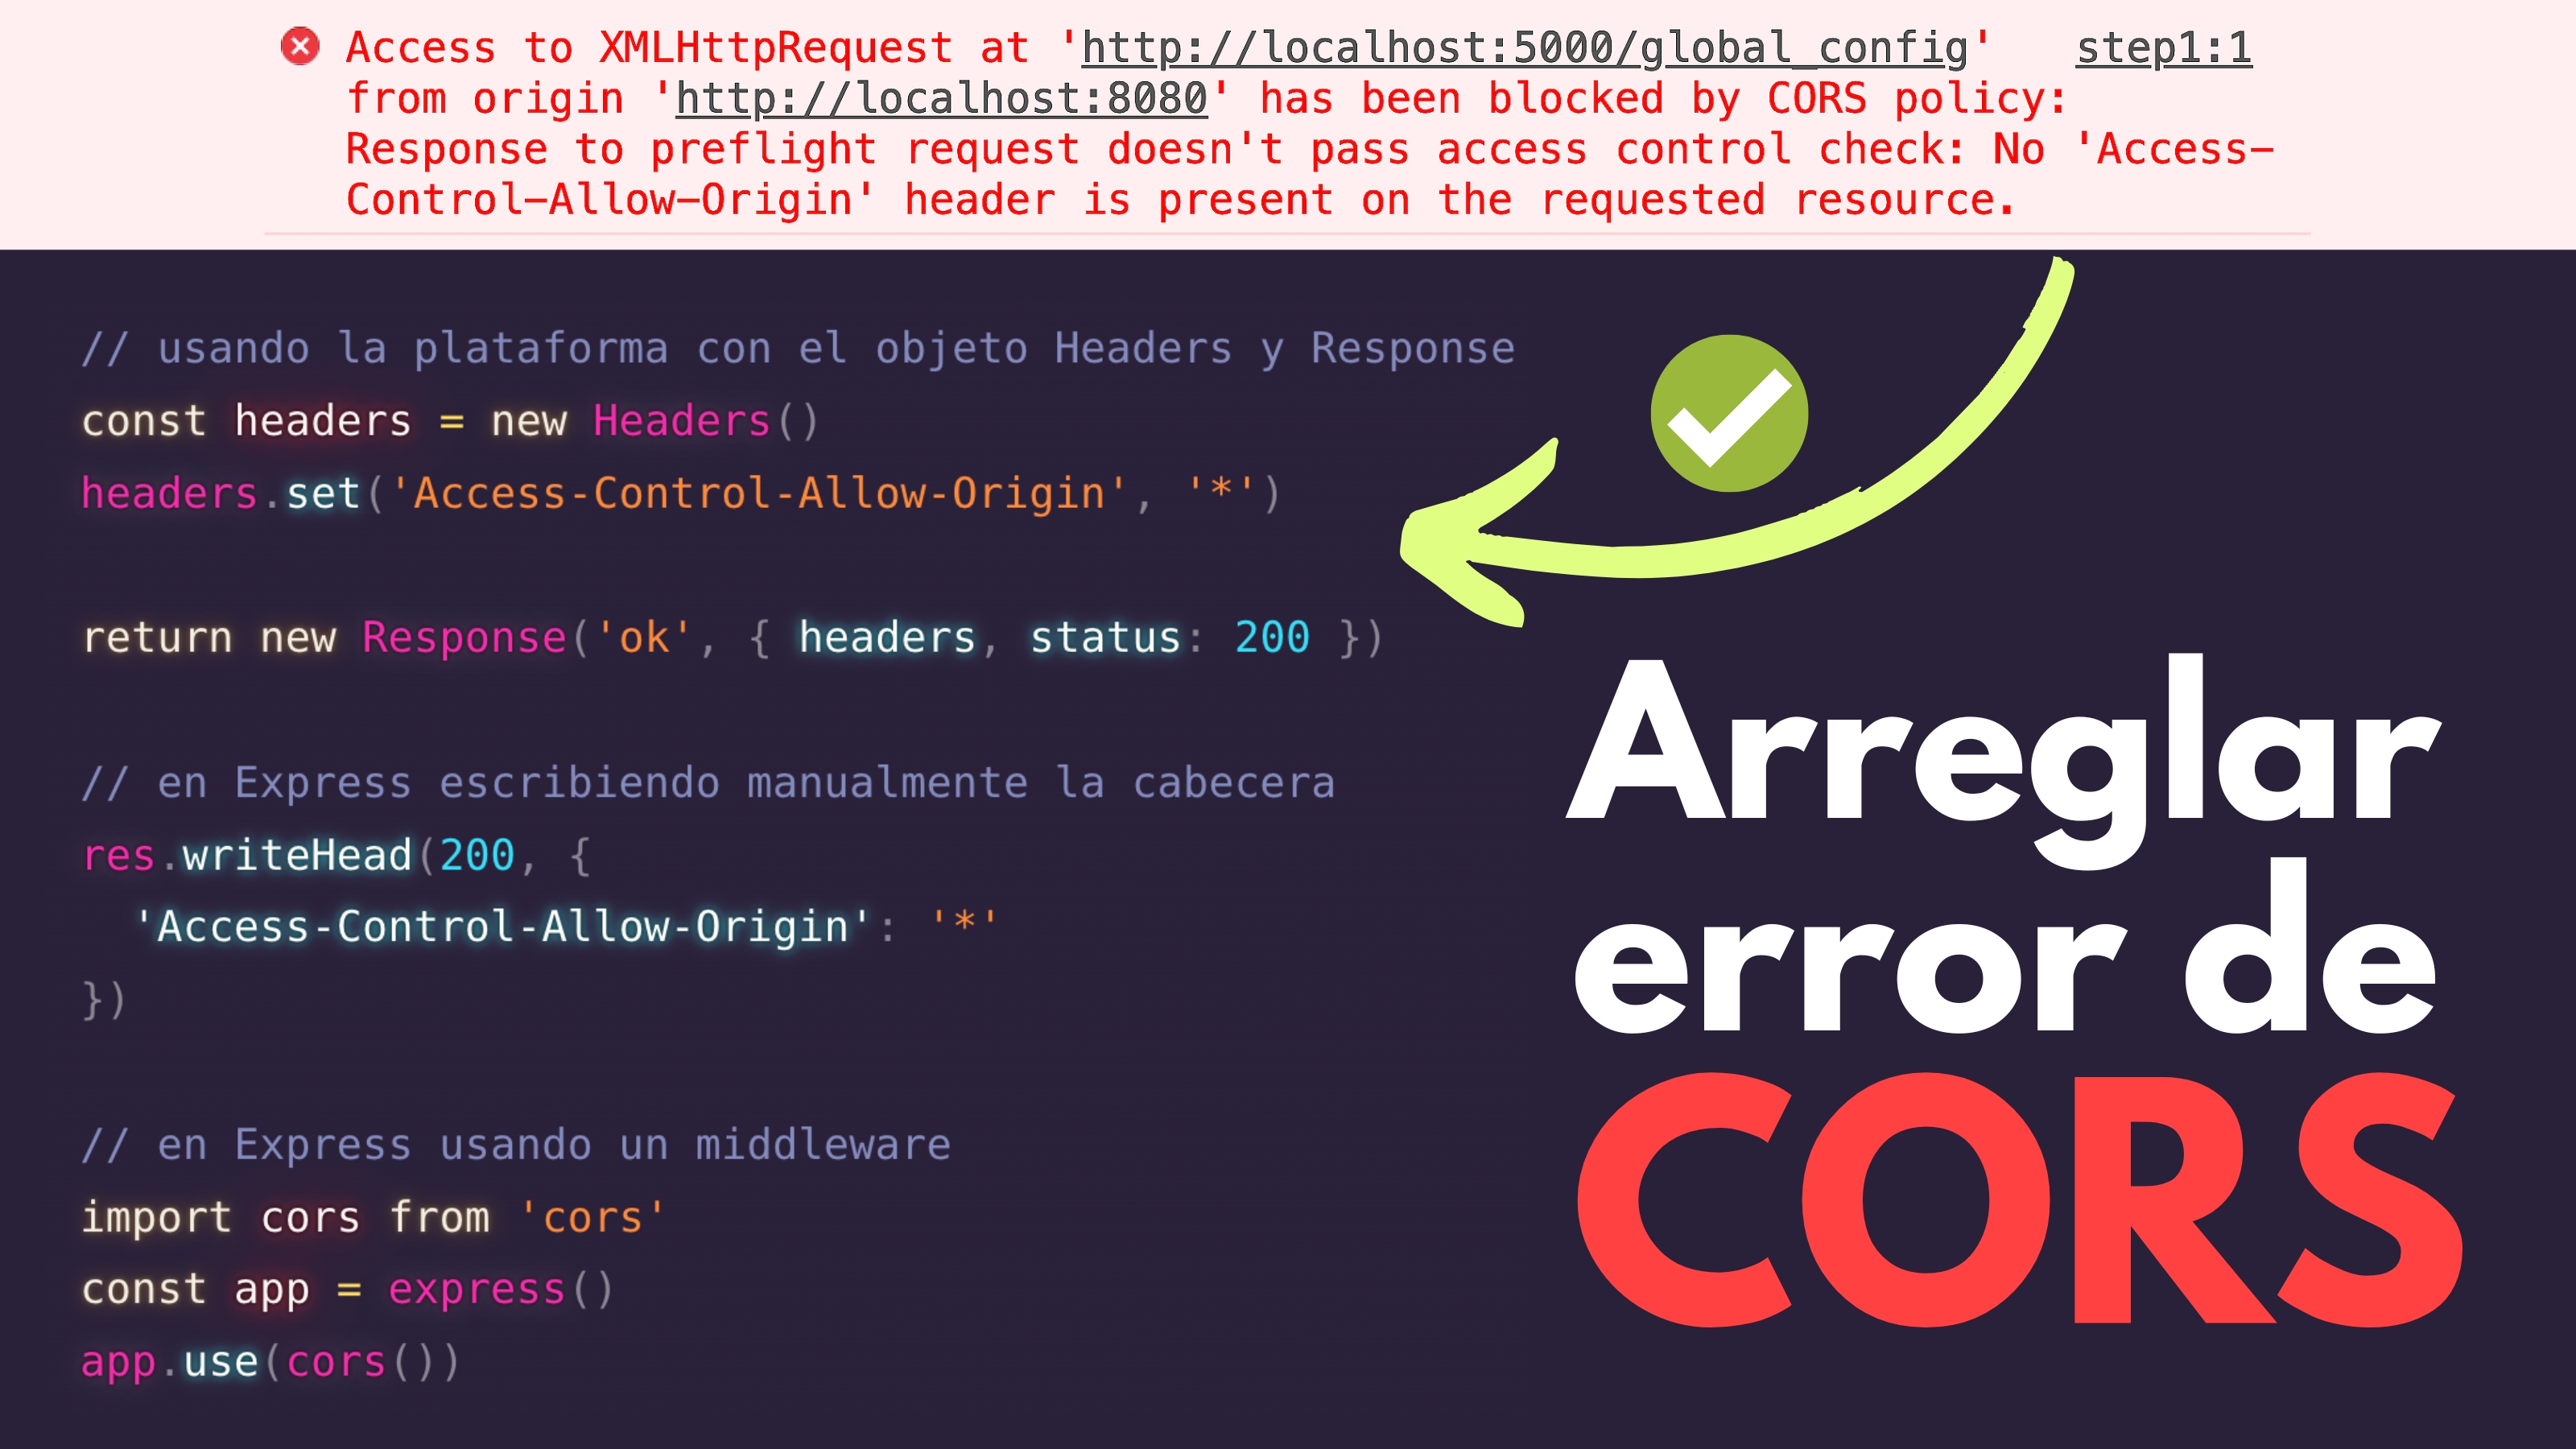 Access to XMLHttpRequest at 'http://localhost:5000/global_config' step1:1
from origin 'http://localhost:8080' has been blocked by CORS policy:
Response to preflight request doesn't pass access control check: No 'Access-
Control-Allow-Origin' header is present on the requested resource.
// usando la plataforma con el objeto Headers y Response
const headers = new Headers()
headers.set('Access-Control-Allow-Origin', '*')
return new Response('ok', { headers, status: 200 })
// en Express escribiendo manualmente la cabecera
res.writeHead(200, {
  'Access-Control-Allow-Origin': '*'
})
// en Express usando un middleware
import cors from 'cors'
const app = express()
app.use(cors())
Arreglar
error de
CORS